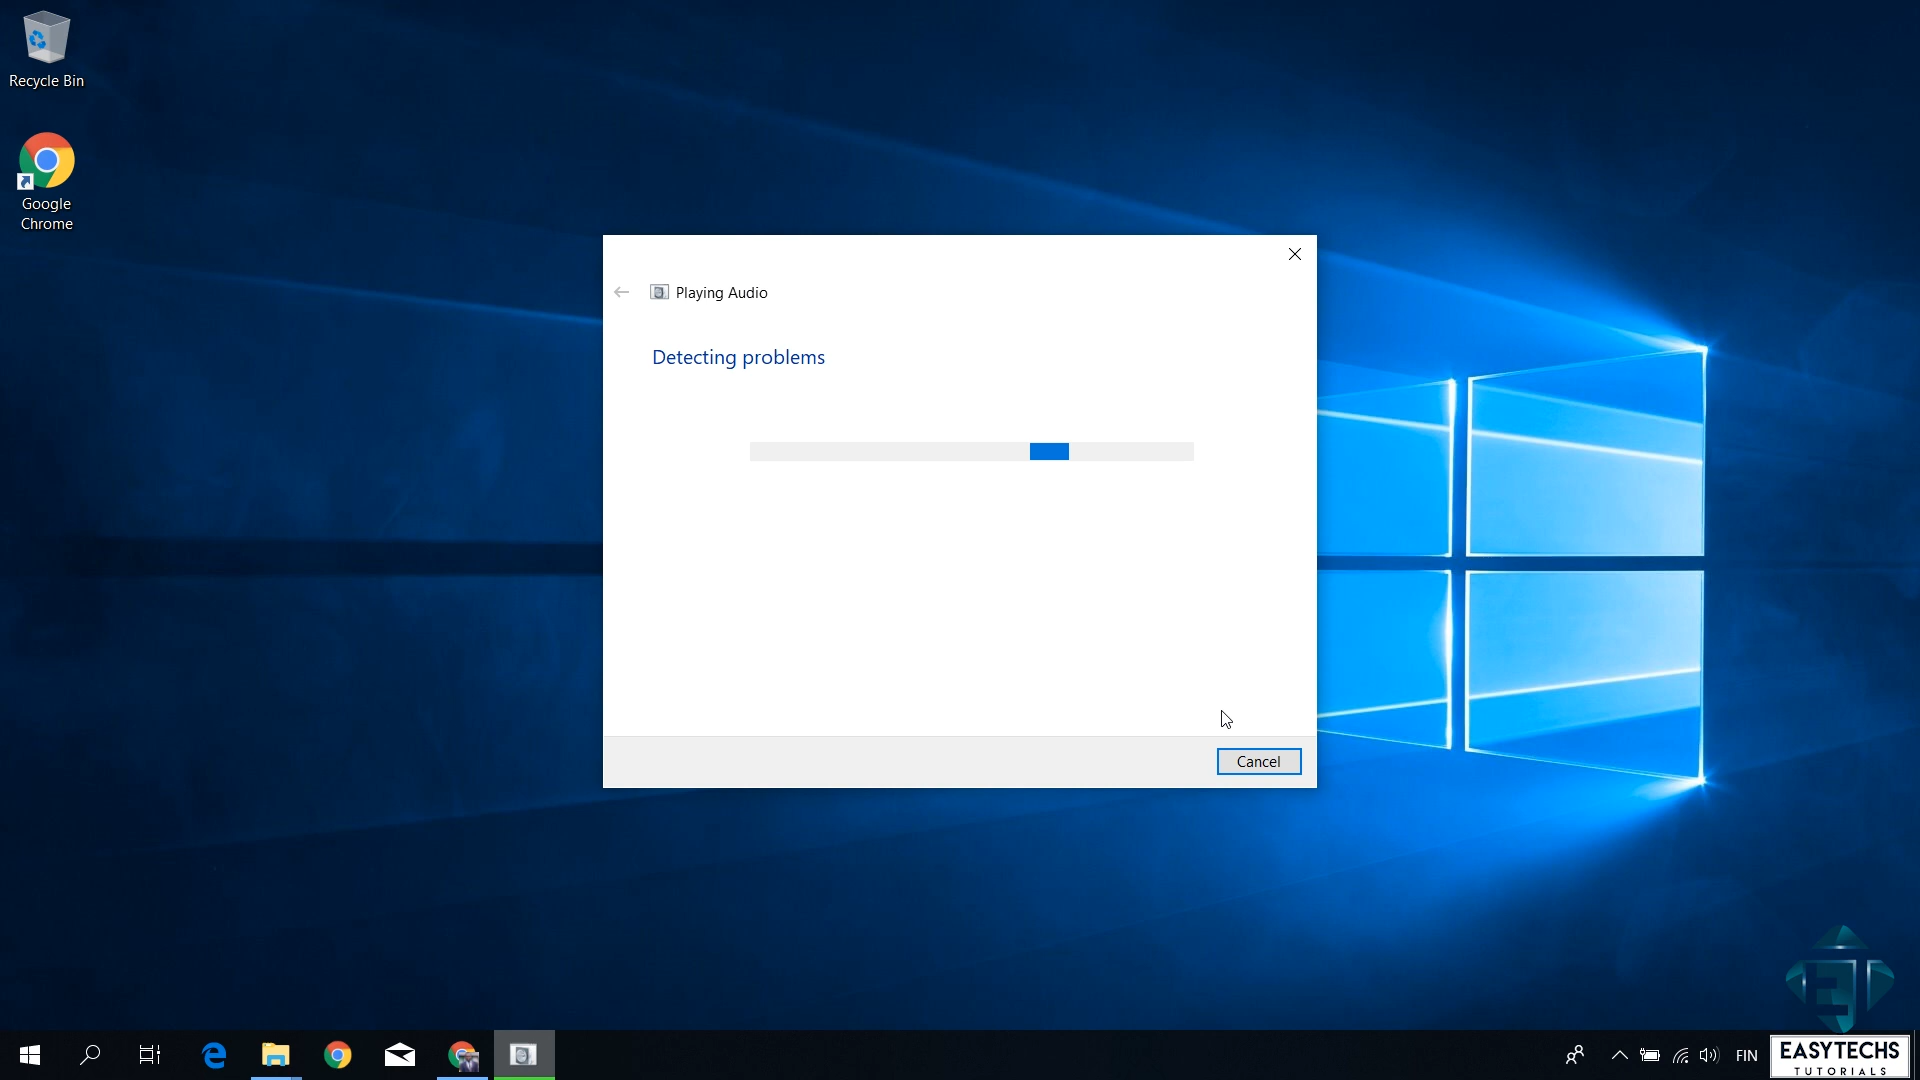 Recycle Bin
Google
Chrome
Playing Audio
Detecting problems
Cancel
FIN
EASYTECHS
TUTORIALS